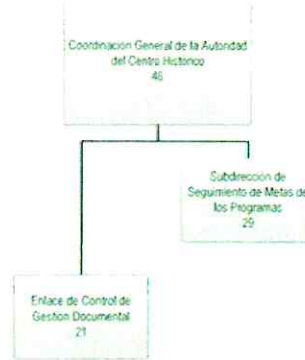 Coordinación General de la Autoridad
del Centro Histórico
46
Subdirección de
Seguimiento de Metas de
los Programas
29
Enlace de Control de
Gestión Documental
21